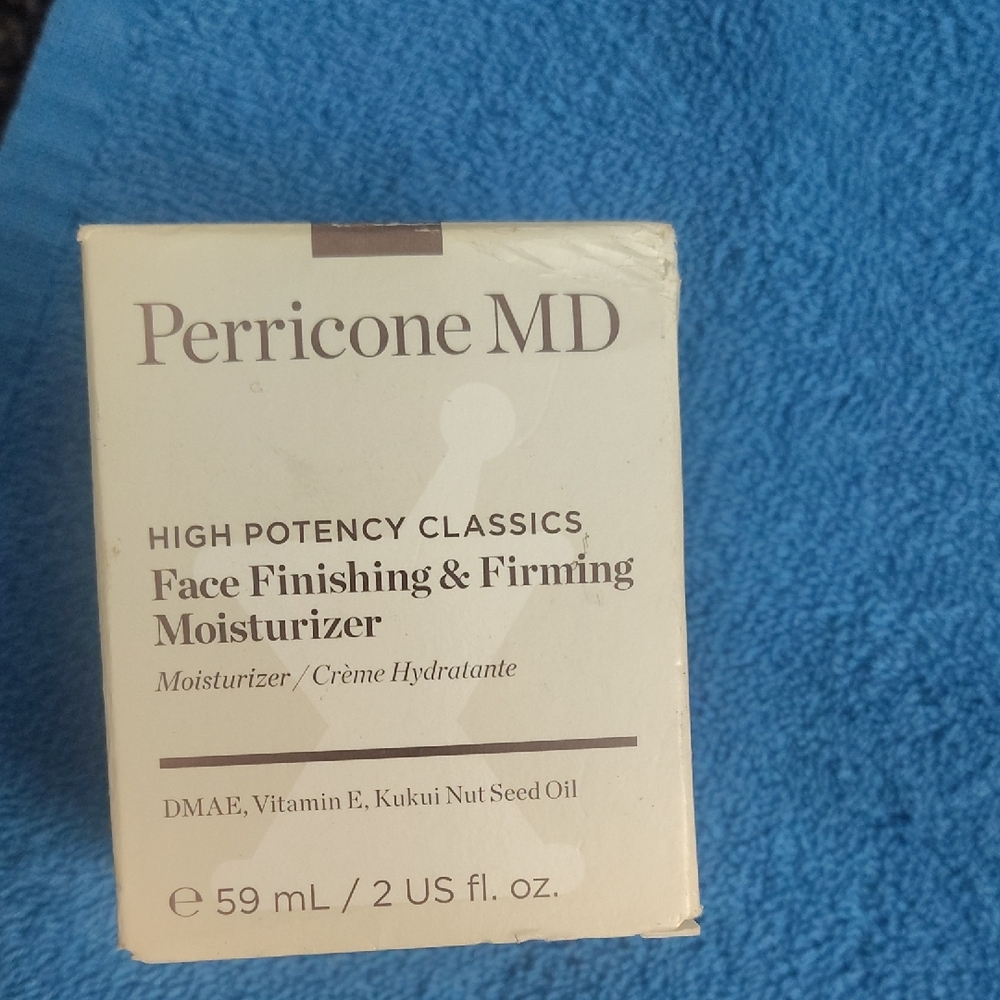 Perricone MD
HIGH POTENCY CLASSICS
Face Finishing & Firming
Moisturizer
Moisturizer / Crème Hydratante
DMAE, Vitamin E, Kukui Nut Seed Oil
℮ 59 mL / 2 US fl. oz.